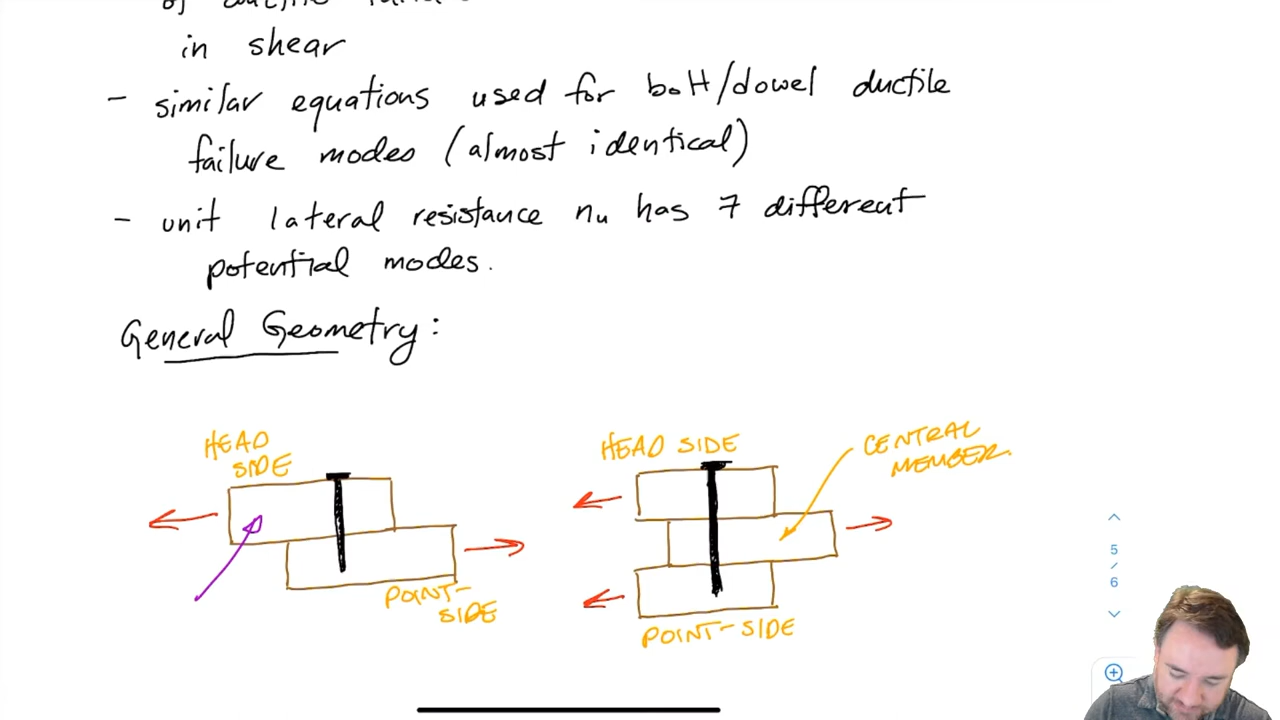 in shear
- similar equations used for bolt/dowel ductile
failure modes (almost identical)
- unit lateral resistance nu has 7 different
potential modes.
General Geometry:
HEAD
SIDE
POINT-
SIDE
HEAD SIDE
CENTRAL
MEMBER
POINT-SIDE
5
/
6